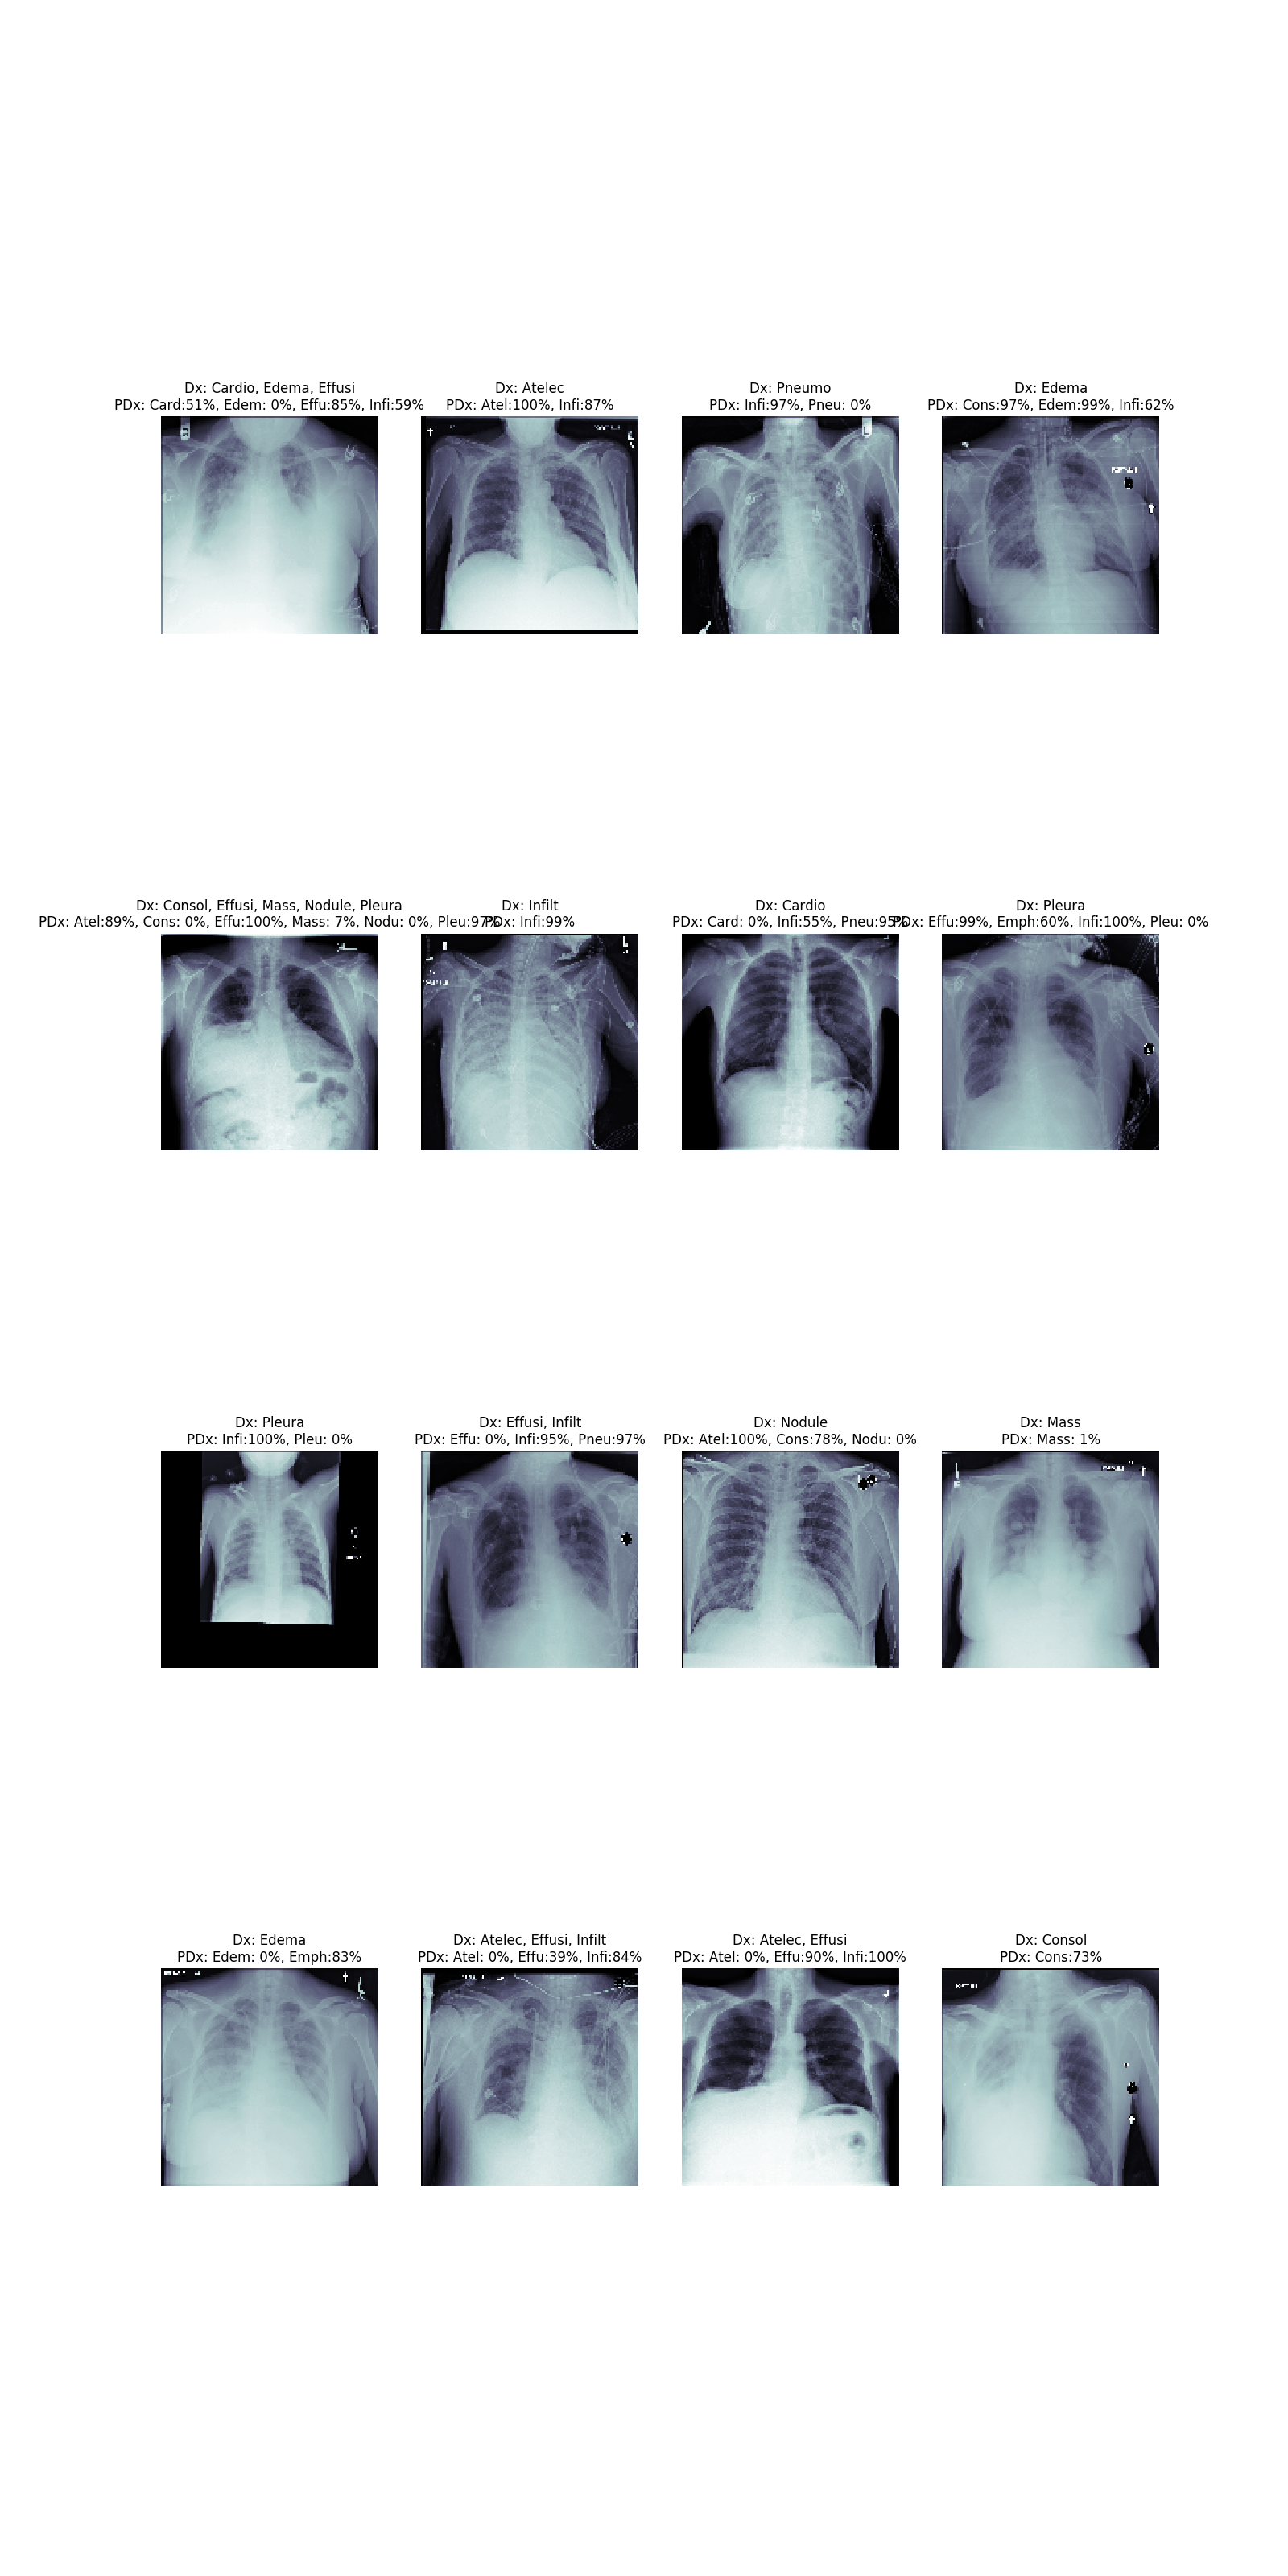 Dx: Cardio, Edema, Effusi
PDx: Card:51%, Edem: 0%, Effu:85%, Infi:59%
Dx: Atelec
PDx: Atel:100%, Infi:87%
Dx: Pneumo
PDx: Infi:97%, Pneu: 0%
Dx: Edema
PDx: Cons:97%, Edem:99%, Infi:62%
Dx: Consol, Effusi, Mass, Nodule, Pleura
PDx: Atel:89%, Cons: 0%, Effu:100%, Mass: 7%, Nodu: 0%, Pleu:97%
Dx: Infilt
PDx: Infi:99%
Dx: Cardio
PDx: Card: 0%, Infi:55%, Pneu:95%
Dx: Pleura
PDx: Effu:99%, Emph:60%, Infi:100%, Pleu: 0%
Dx: Pleura
PDx: Infi:100%, Pleu: 0%
Dx: Effusi, Infilt
PDx: Effu: 0%, Infi:95%, Pneu:97%
Dx: Nodule
PDx: Atel:100%, Cons:78%, Nodu: 0%
Dx: Mass
PDx: Mass: 1%
Dx: Edema
PDx: Edem: 0%, Emph:83%
Dx: Atelec, Effusi, Infilt
PDx: Atel: 0%, Effu:39%, Infi:84%
Dx: Atelec, Effusi
PDx: Atel: 0%, Effu:90%, Infi:100%
Dx: Consol
PDx: Cons:73%